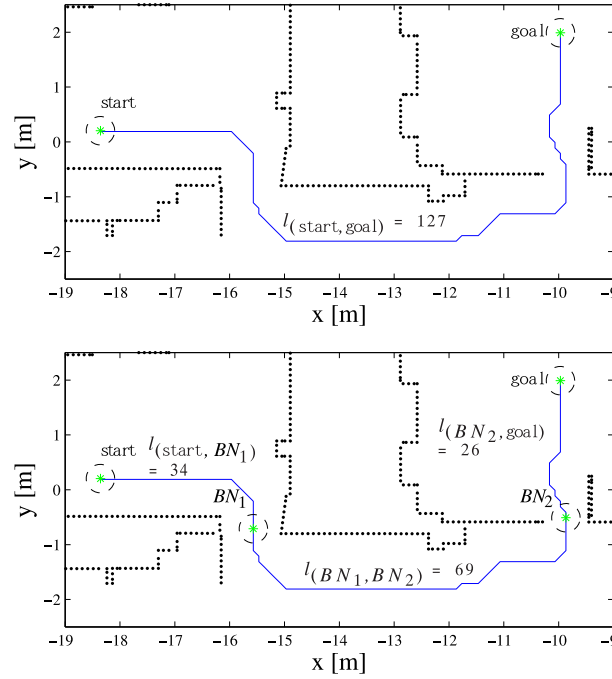 2
goal
1
start
0
y [m]
-1
l(start,goal) = 127
-2
-19 -18 -17 -16 -15 -14 -13 -12 -11 -10 -9
x [m]
2
goal
1
l(BN2,goal)
= 26
start l(start, BN1)
= 34
0
BN1
BN2
y [m]
-1
l(BN1,BN2) = 69
-2
-19 -18 -17 -16 -15 -14 -13 -12 -11 -10 -9
x [m]